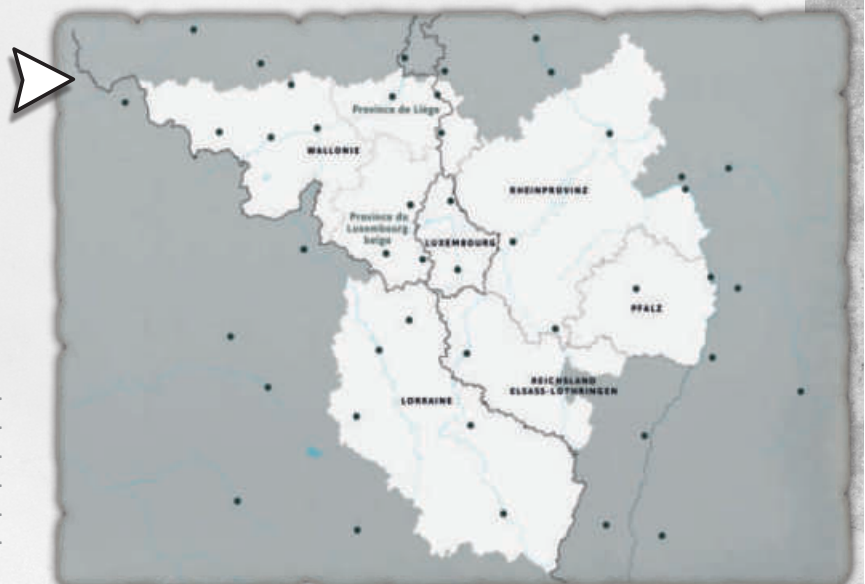 Province de Liège
WALLONIE
RHEINPROVINZ
Province du
Luxembourg
belge
LUXEMBOURG
PFALZ
REICHSLAND
ELSASS-LOTHRINGEN
LORRAINE